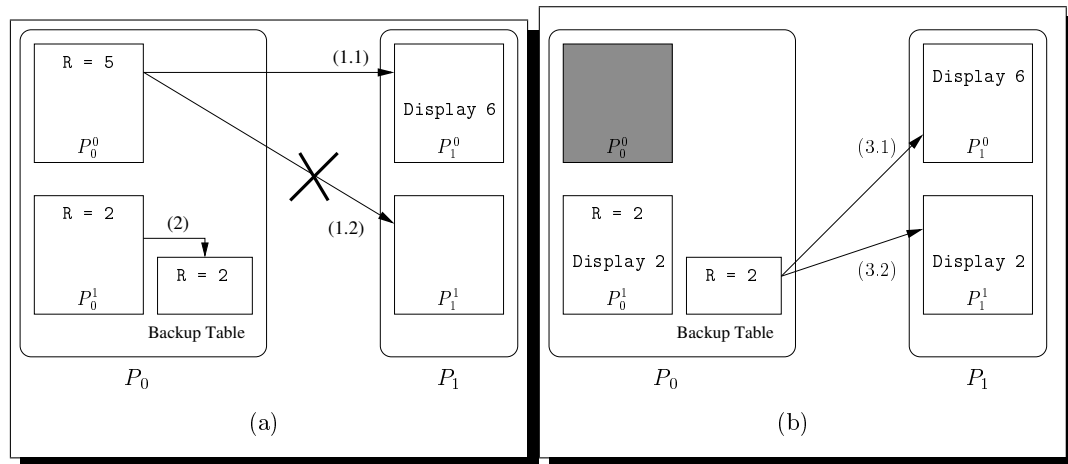 R = 5
(1.1)
Display 6
P_0^0
P_1^0
R = 2
(2)
(1.2)
R = 2
P_0^1
P_1^1
Backup Table
P_0
P_1
(a)
P_0^0
Display 6
(3.1)
P_1^0
R = 2
Display 2
R = 2
(3.2)
Display 2
P_0^1
P_1^1
Backup Table
P_0
P_1
(b)